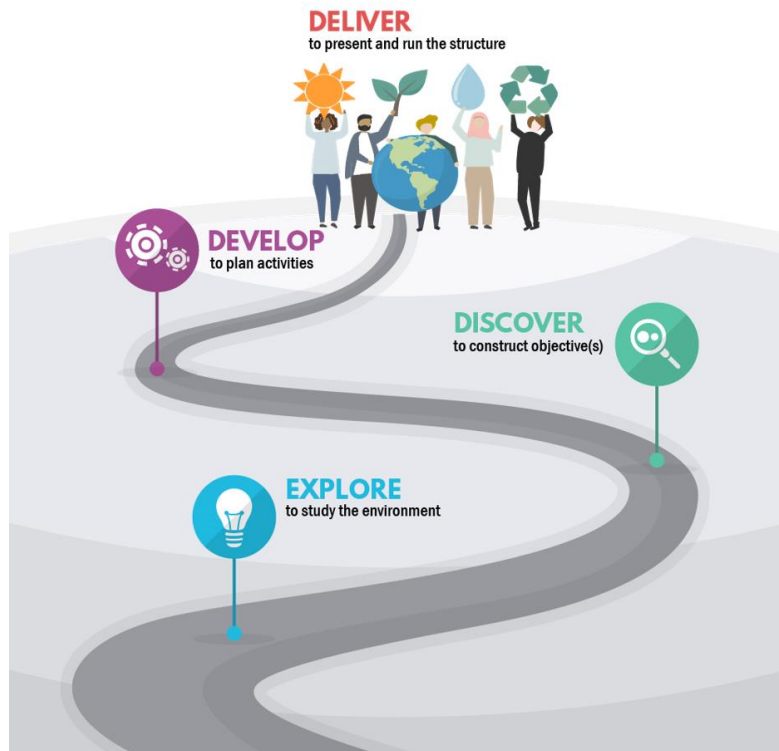 DELIVER
to present and run the structure
DEVELOP
to plan activities
DISCOVER
to construct objective(s)
EXPLORE
to study the environment